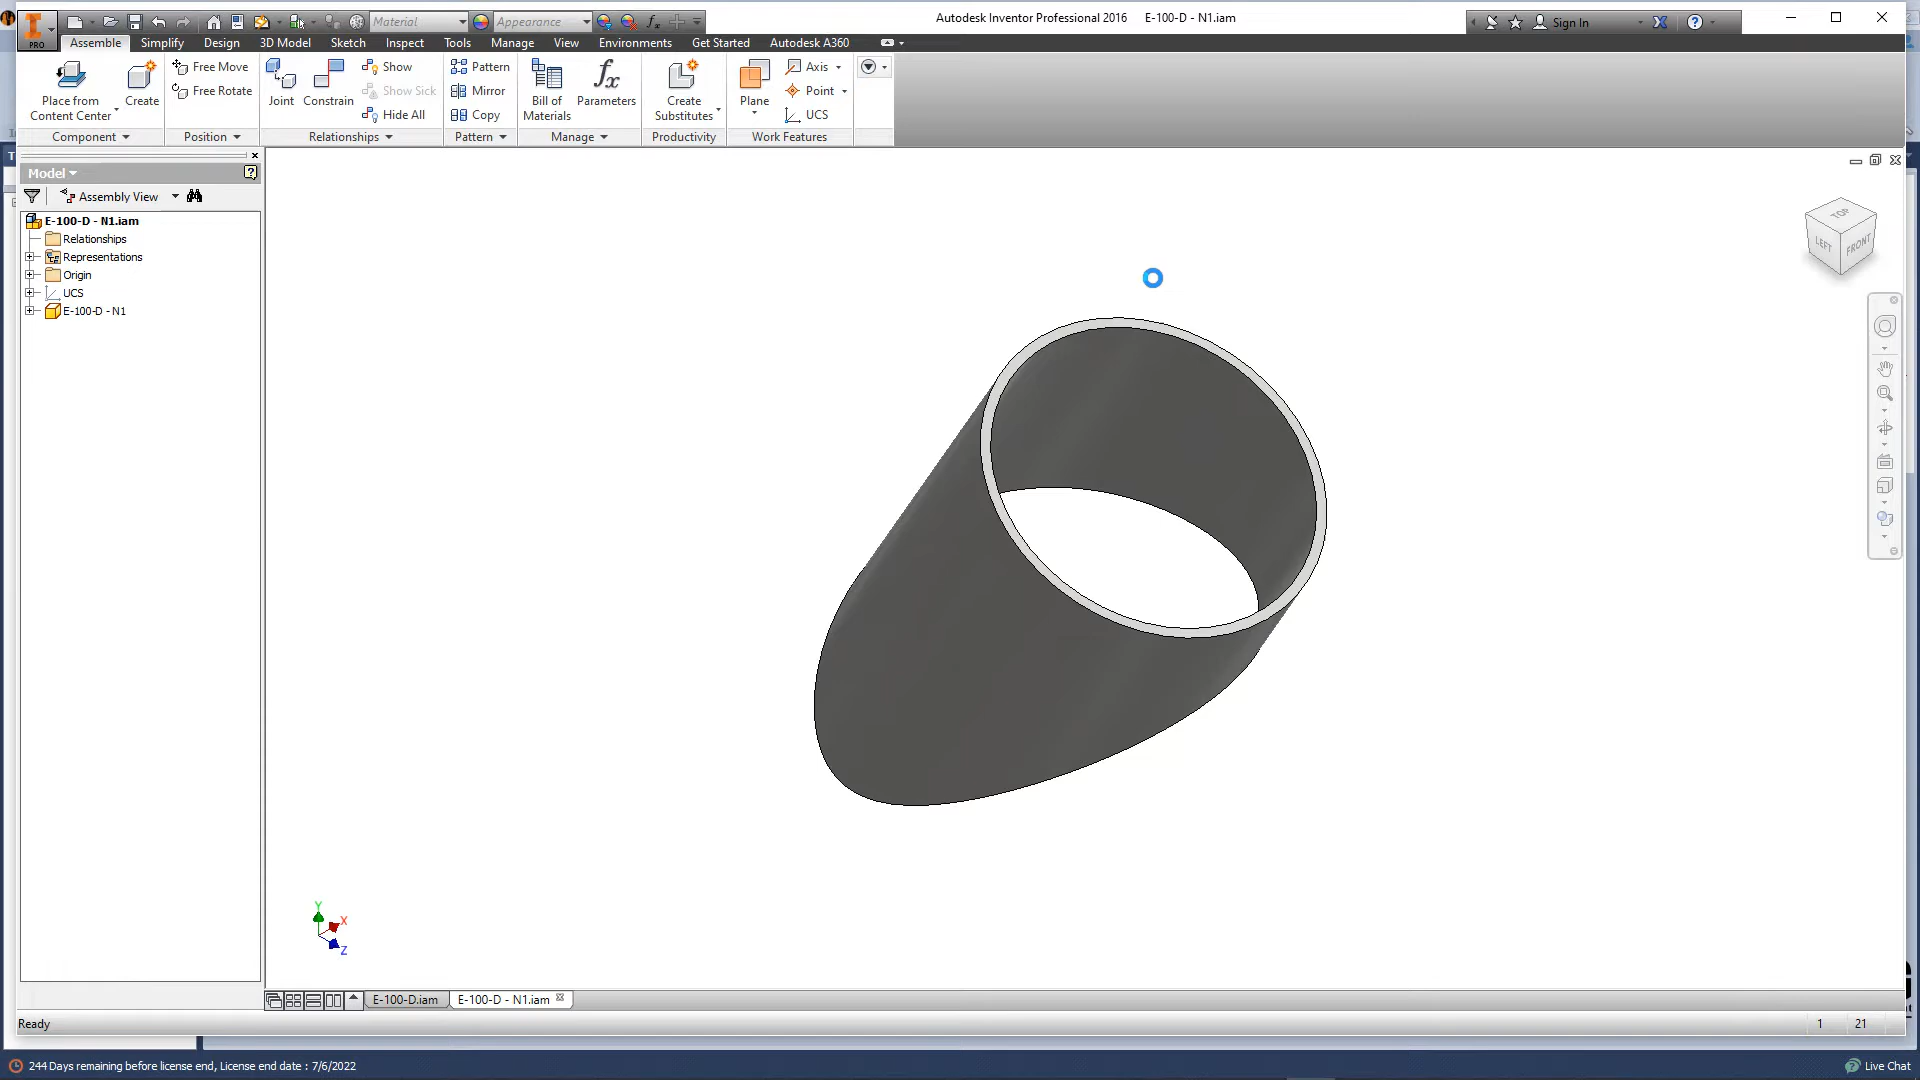 Material
Appearance
Autodesk Inventor Professional 2016 E-100-D - N1.iam
Sign In
PRO
Assemble Simplify Design 3D Model Sketch Inspect Tools Manage View Environments Get Started Autodesk A360
Place from
Content Center
Create
Free Move
Free Rotate
Joint
Constrain
Show
Show Sick
Hide All
Pattern
Mirror
Copy
Bill of
Materials
Parameters
Create
Substitutes
Plane
Axis
Point
UCS
Component Position Relationships Pattern Manage Productivity Work Features
Model
Assembly View
E-100-D - N1.iam
Relationships
Representations
Origin
UCS
E-100-D - N1
TOP
LEFT
FRONT
Y
X
Z
E-100-D.iam E-100-D - N1.iam
Ready
1 21
244 Days remaining before license end, License end date : 7/6/2022
Live Chat